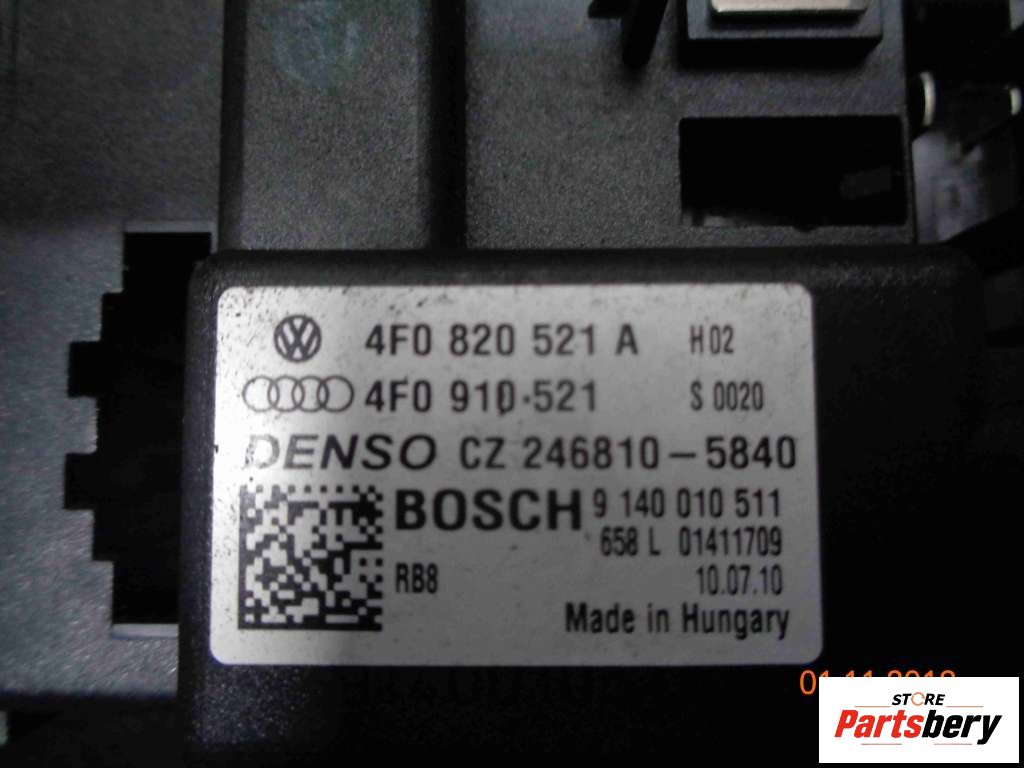 4F0 820 521 A H02
4F0 910·521 S 0020
DENSO CZ 246810-5840
BOSCH 9 140 010 511
658 L 01411709
RB8 10.07.10
Made in Hungary
STORE
Partsbery